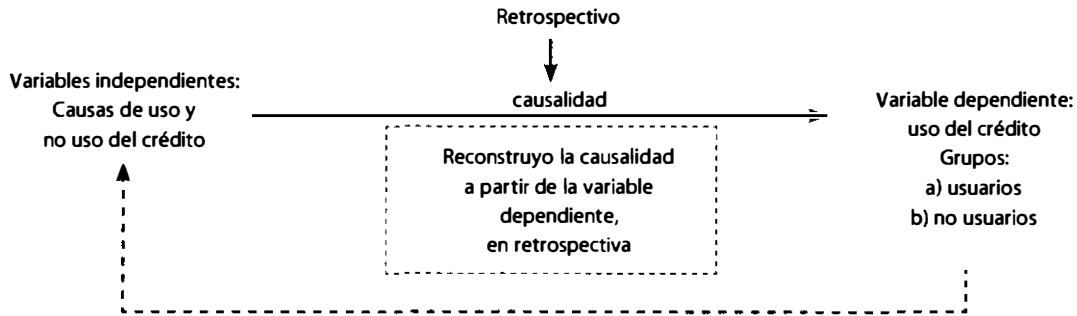 Retrospectivo
Variables independientes:
Causas de uso y
no uso del crédito
causalidad
Reconstruyo la causalidad
a partir de la variable
dependiente,
en retrospectiva
Variable dependiente:
uso del crédito
Grupos:
a) usuarios
b) no usuarios